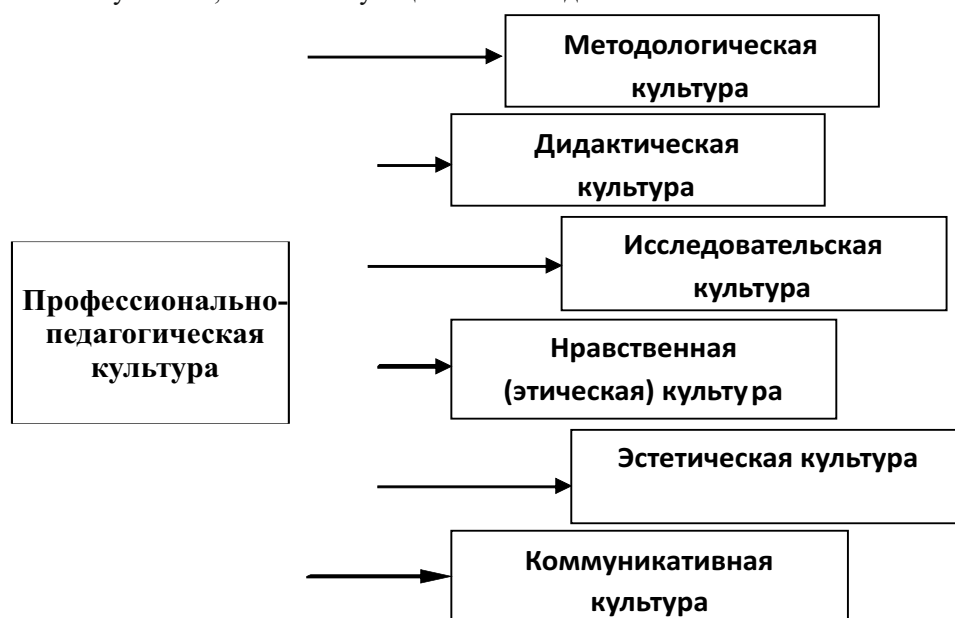 Методологическая
культура
Дидактическая
культура
Исследовательская
культура
Профессионально-
педагогическая
культура
Нравственная
(этическая) культура
Эстетическая культура
Коммуникативная
культура